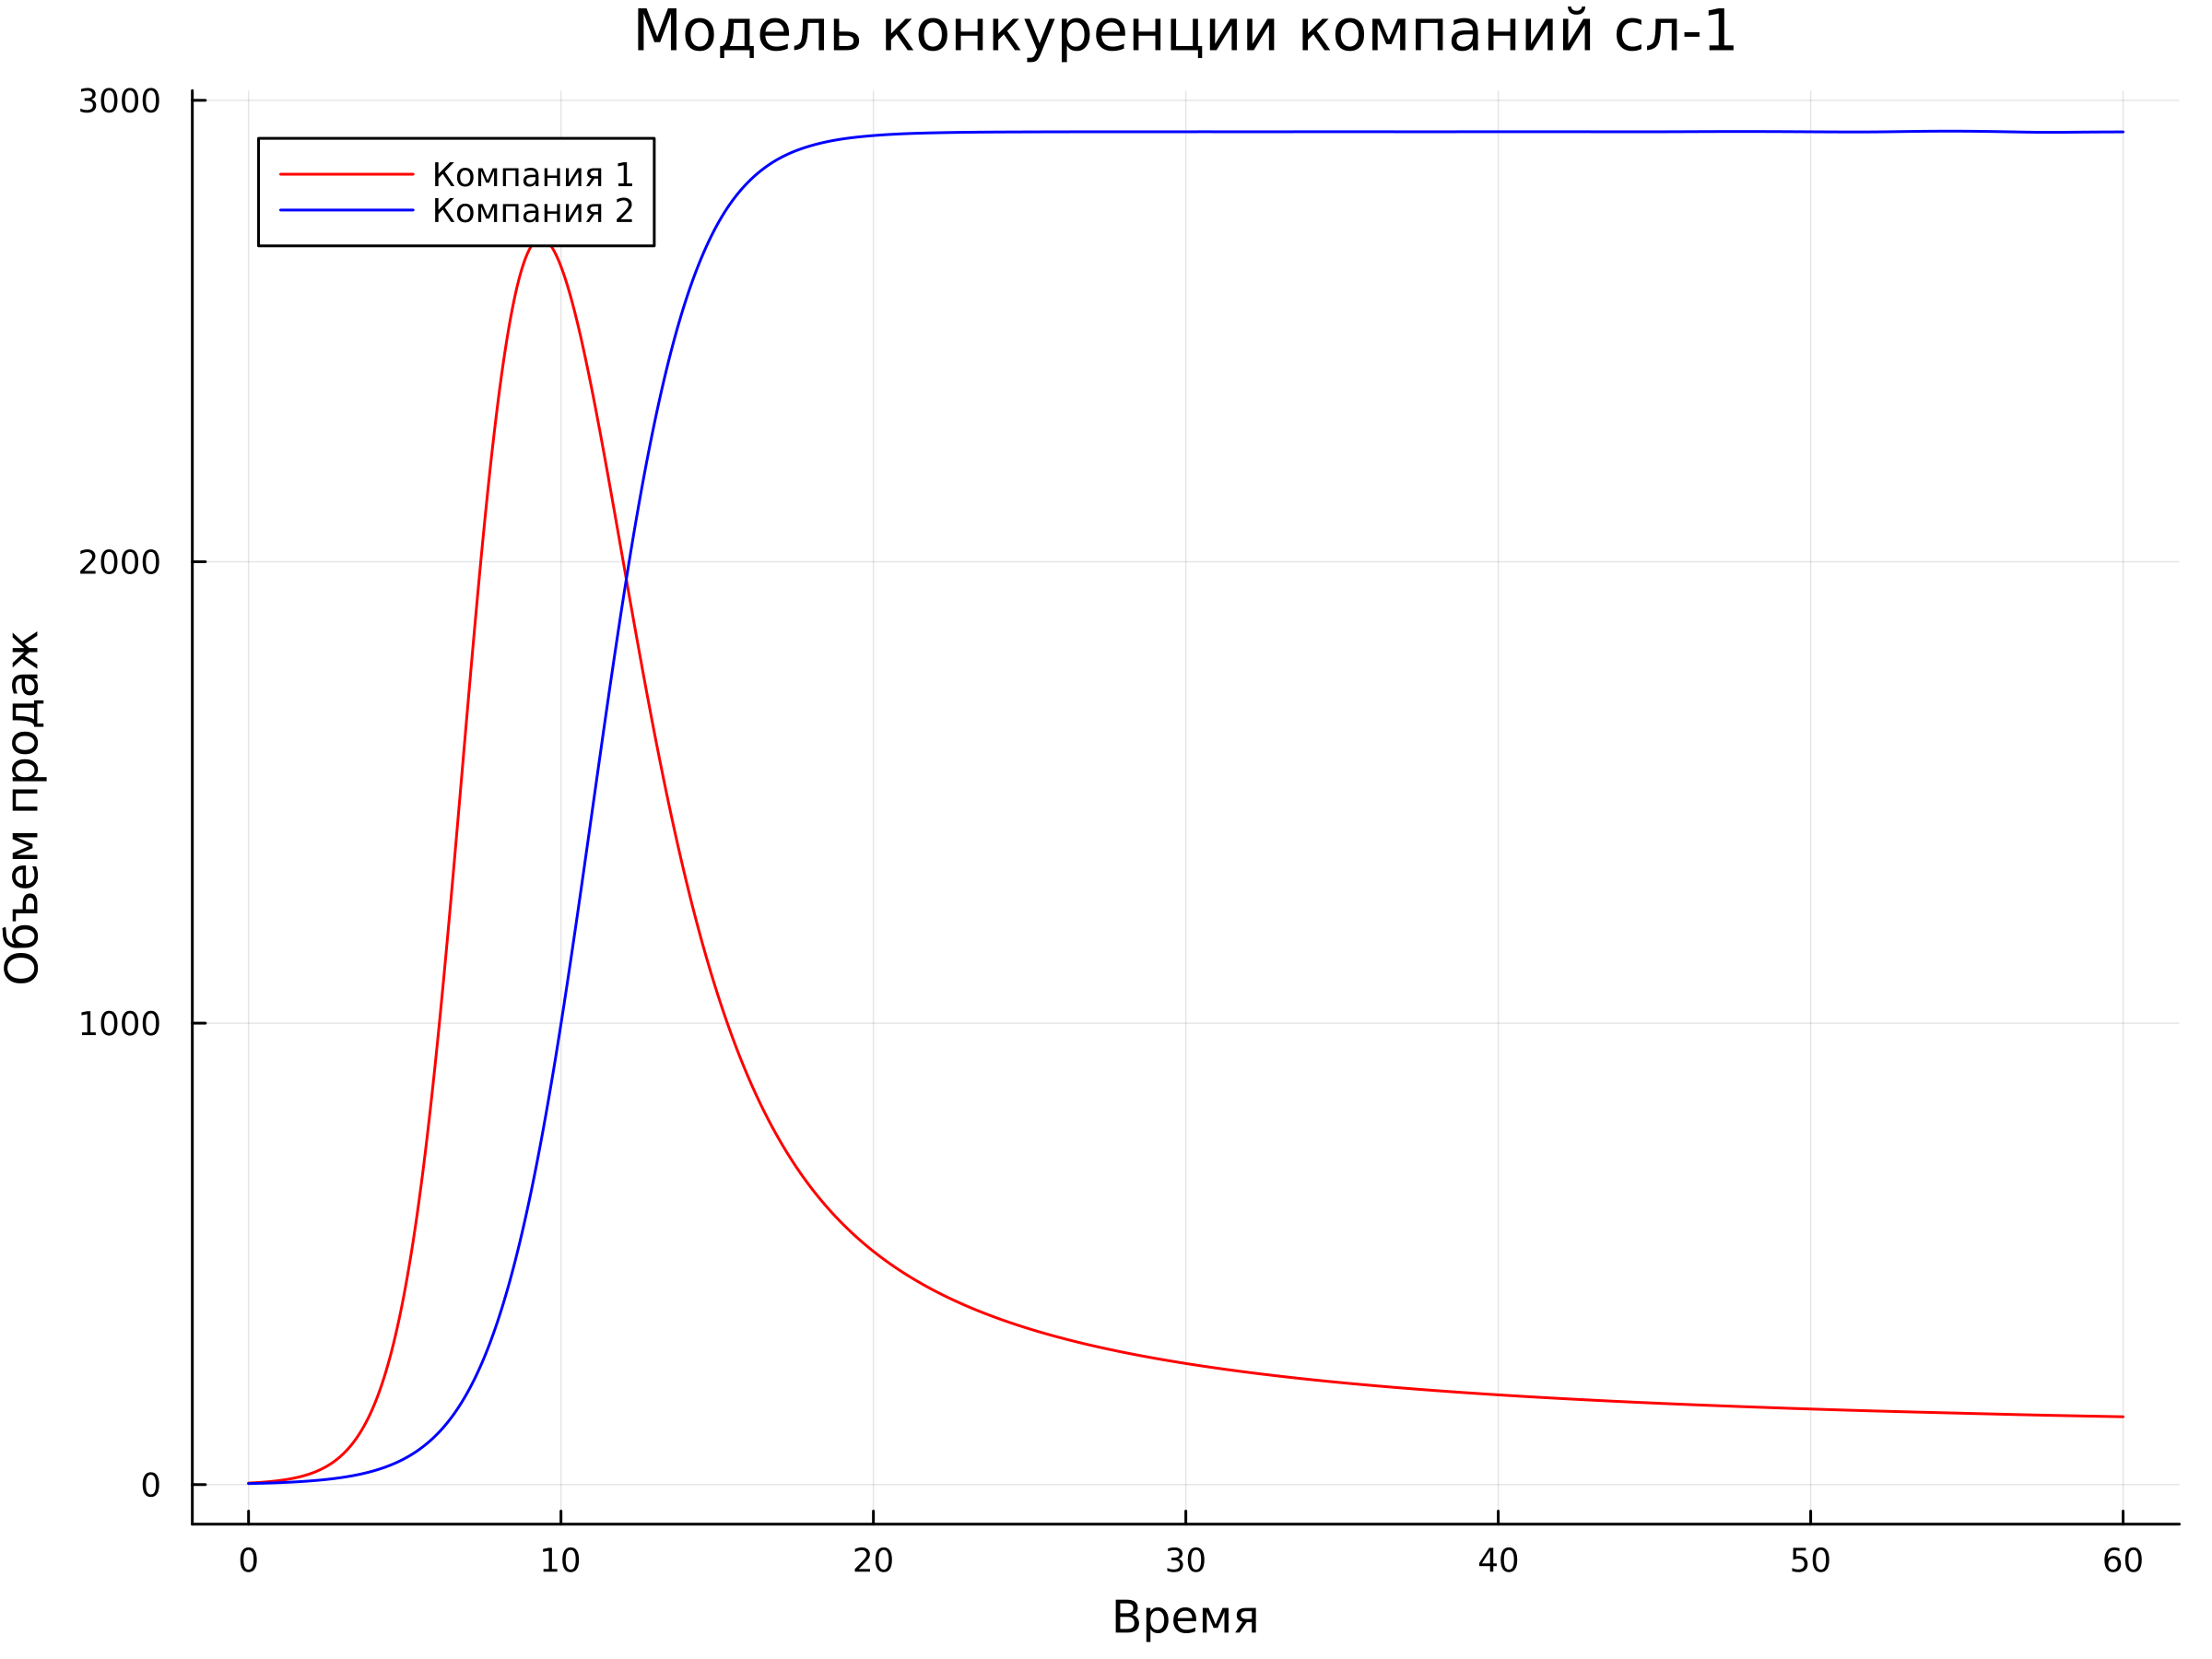 Модель конкуренции компаний сл-1
3000
2000
1000
0
Компания 1
Компания 2
Объем продаж
0 10 20 30 40 50 60
Время